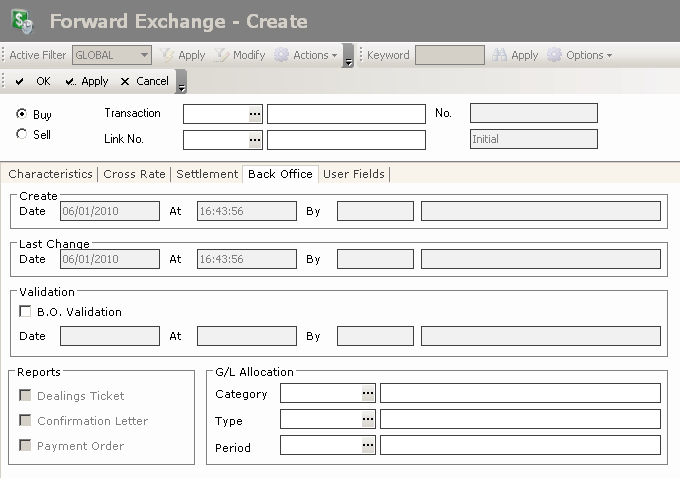 Forward Exchange - Create
Active Filter GLOBAL Apply Modify Actions Keyword Apply Options
OK Apply Cancel
Buy Transaction ... No.
Sell Link No. ... Initial
Characteristics Cross Rate Settlement Back Office User Fields
Create
Date 06/01/2010 At 16:43:56 By
Last Change
Date 06/01/2010 At 16:43:56 By
Validation
B.O. Validation
Date At By
Reports
Dealings Ticket
Confirmation Letter
Payment Order
G/L Allocation
Category ...
Type ...
Period ...